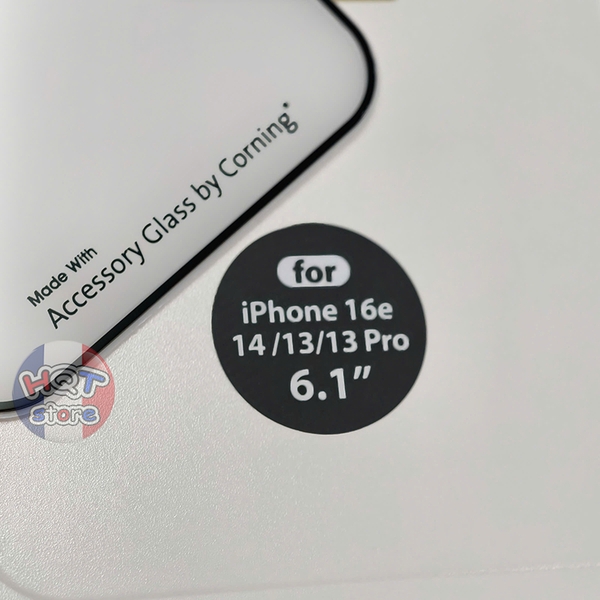 Made With
Accessory Glass by Corning®
for
iPhone 16e
14 /13/13 Pro
6.1”
HQT
store